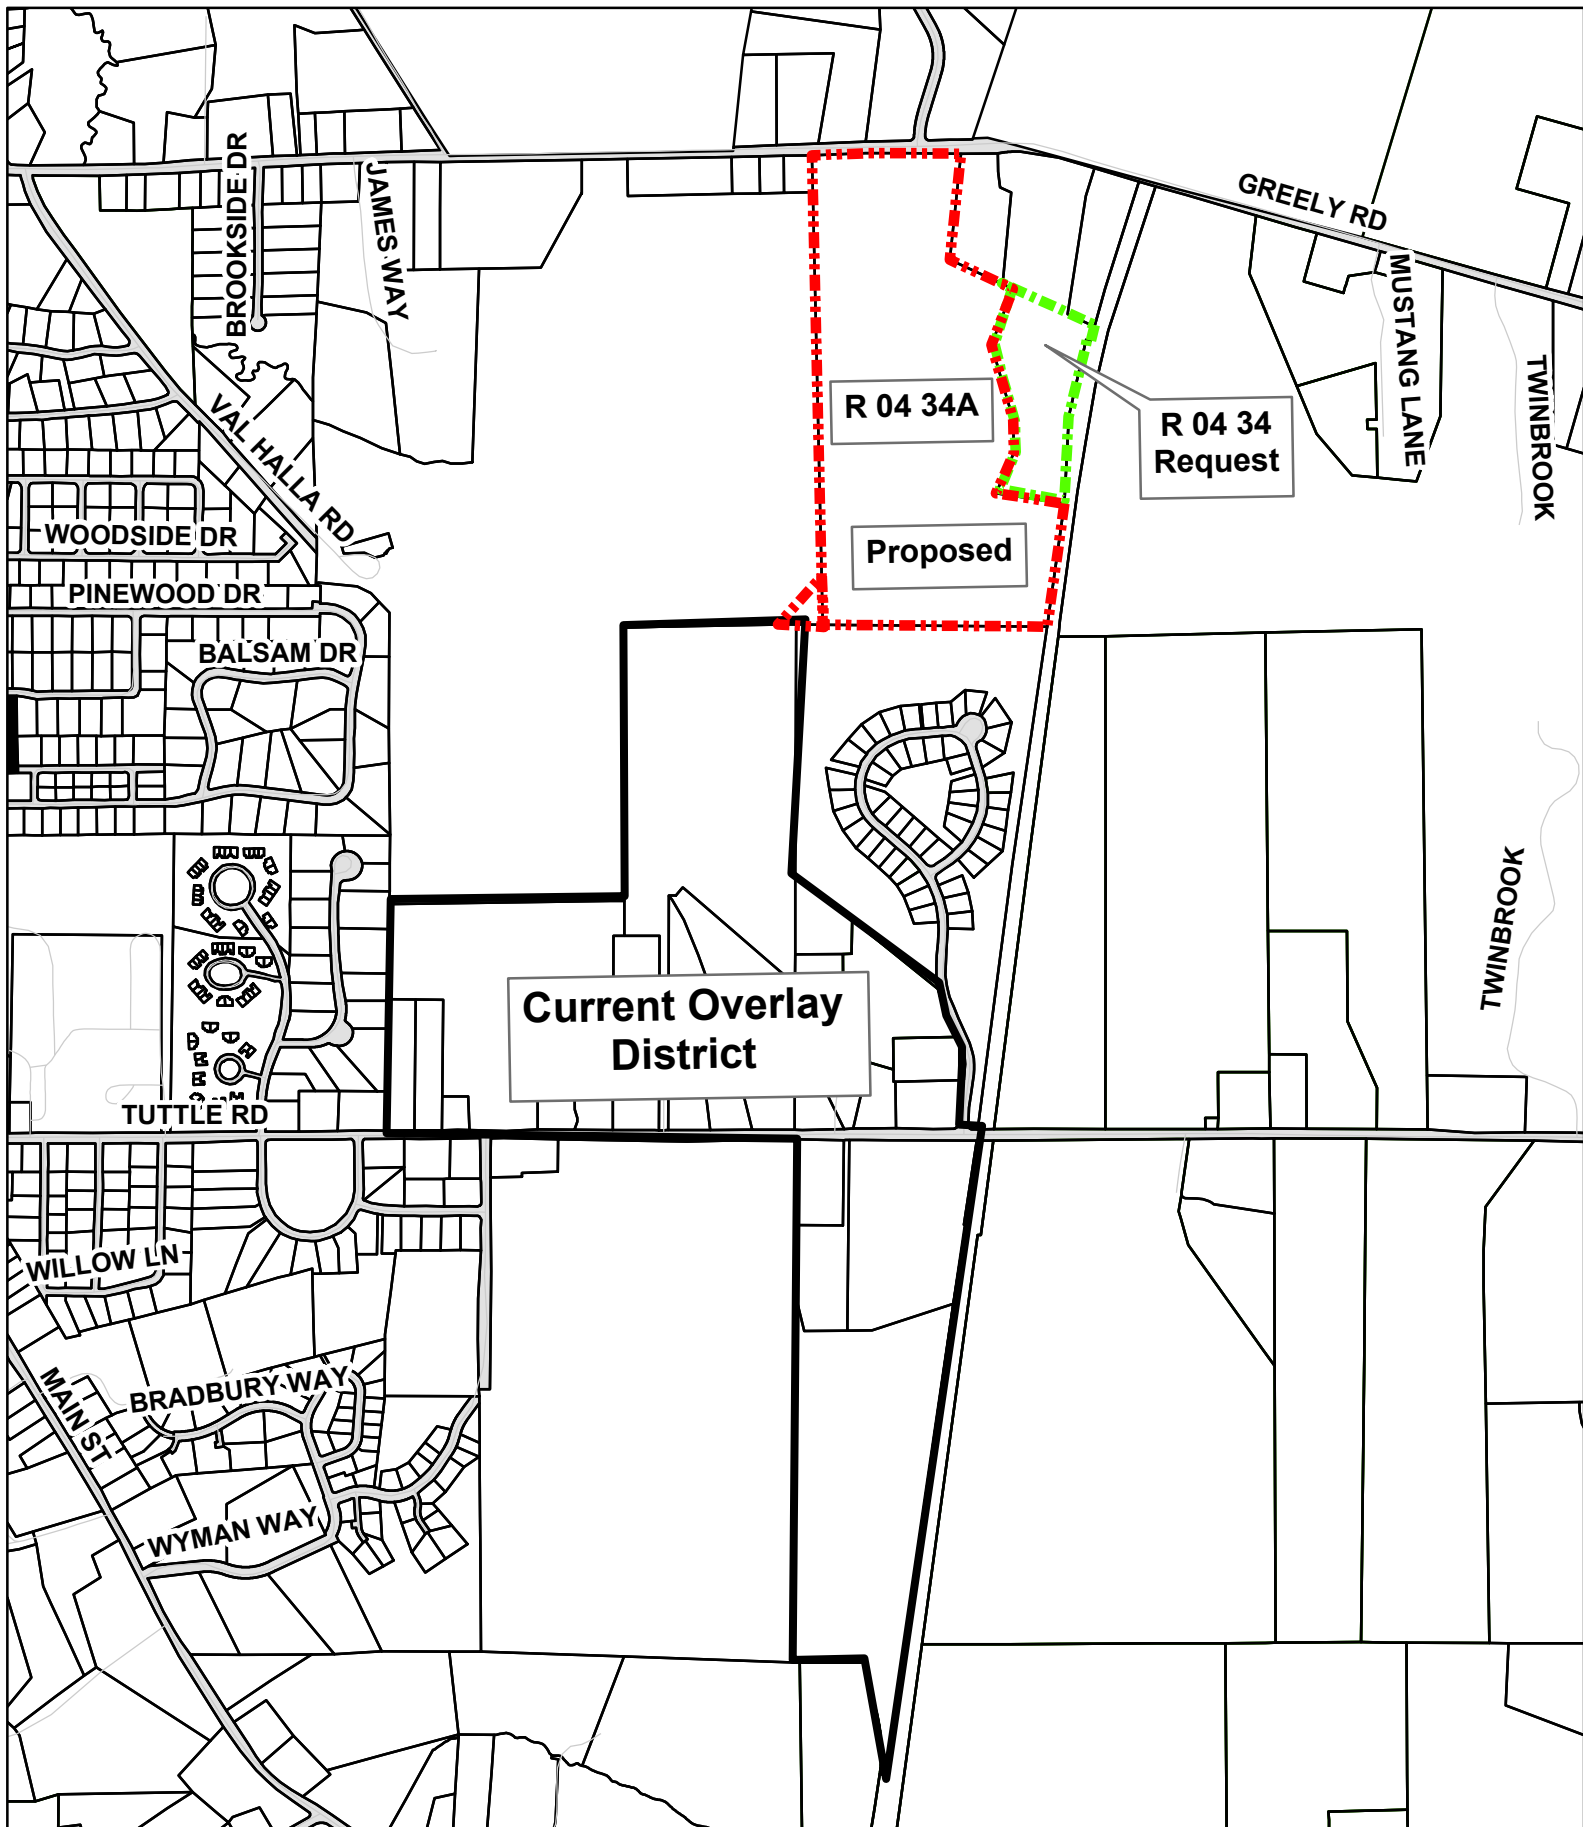 BROOKSIDE DR
JAMES WAY
GREELY RD
MUSTANG LANE
TWINBROOK
R 04 34A
R 04 34
Request
VAL HALLA RD
WOODSIDE DR
Proposed
PINEWOOD DR
BALSAM DR
TWINBROOK
Current Overlay
District
TUTTLE RD
WILLOW LN
MAIN ST
BRADBURY WAY
WYMAN WAY